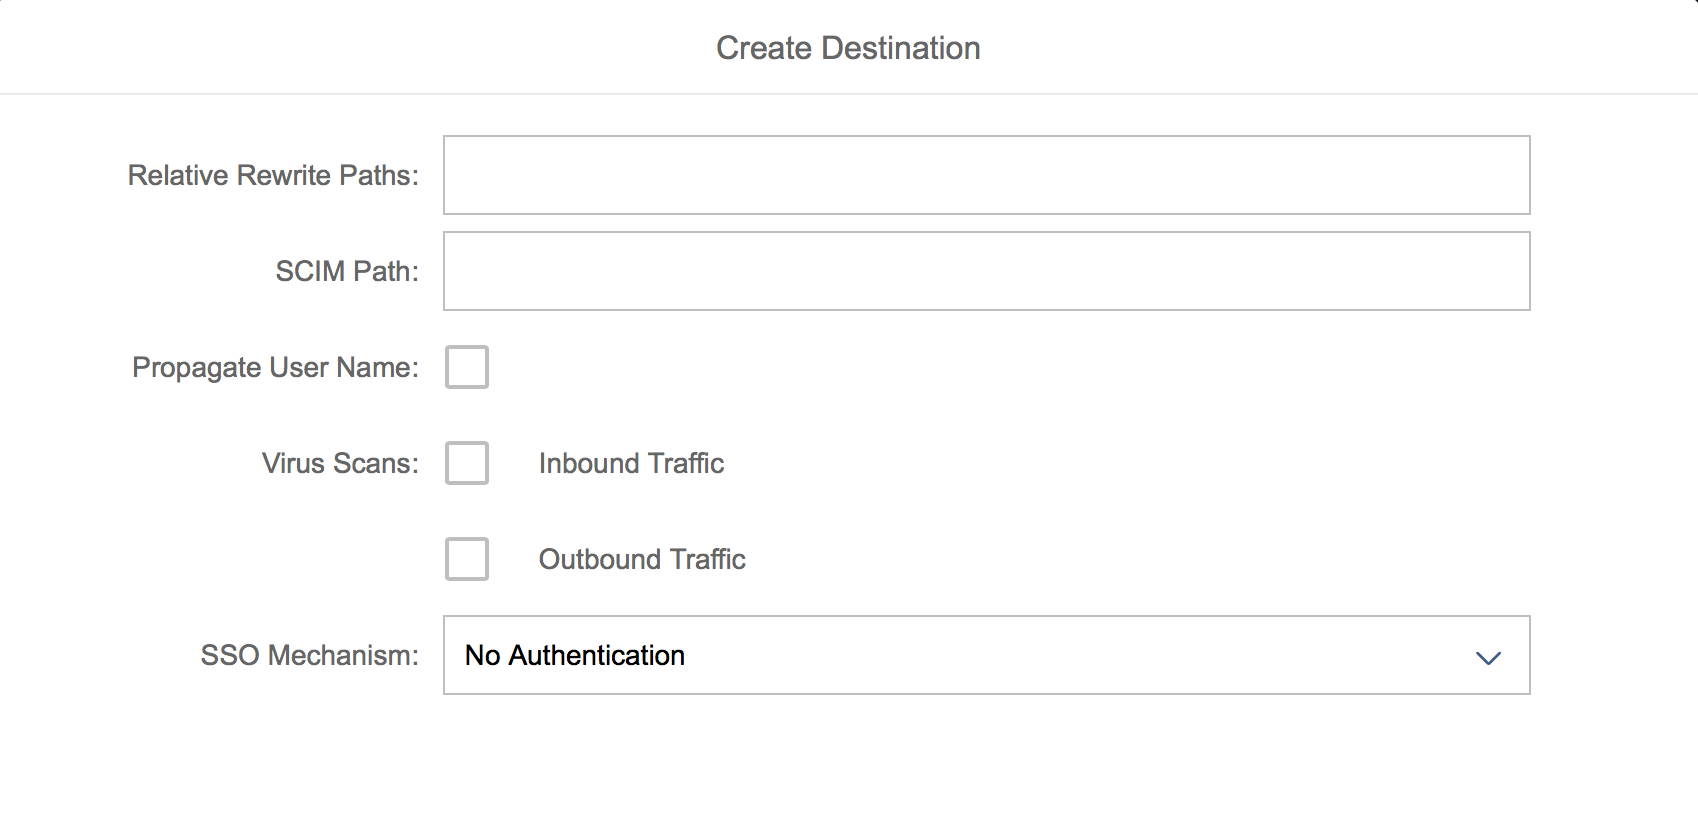 Create Destination
Relative Rewrite Paths:
SCIM Path:
Propagate User Name:
Virus Scans: Inbound Traffic
Outbound Traffic
SSO Mechanism: No Authentication